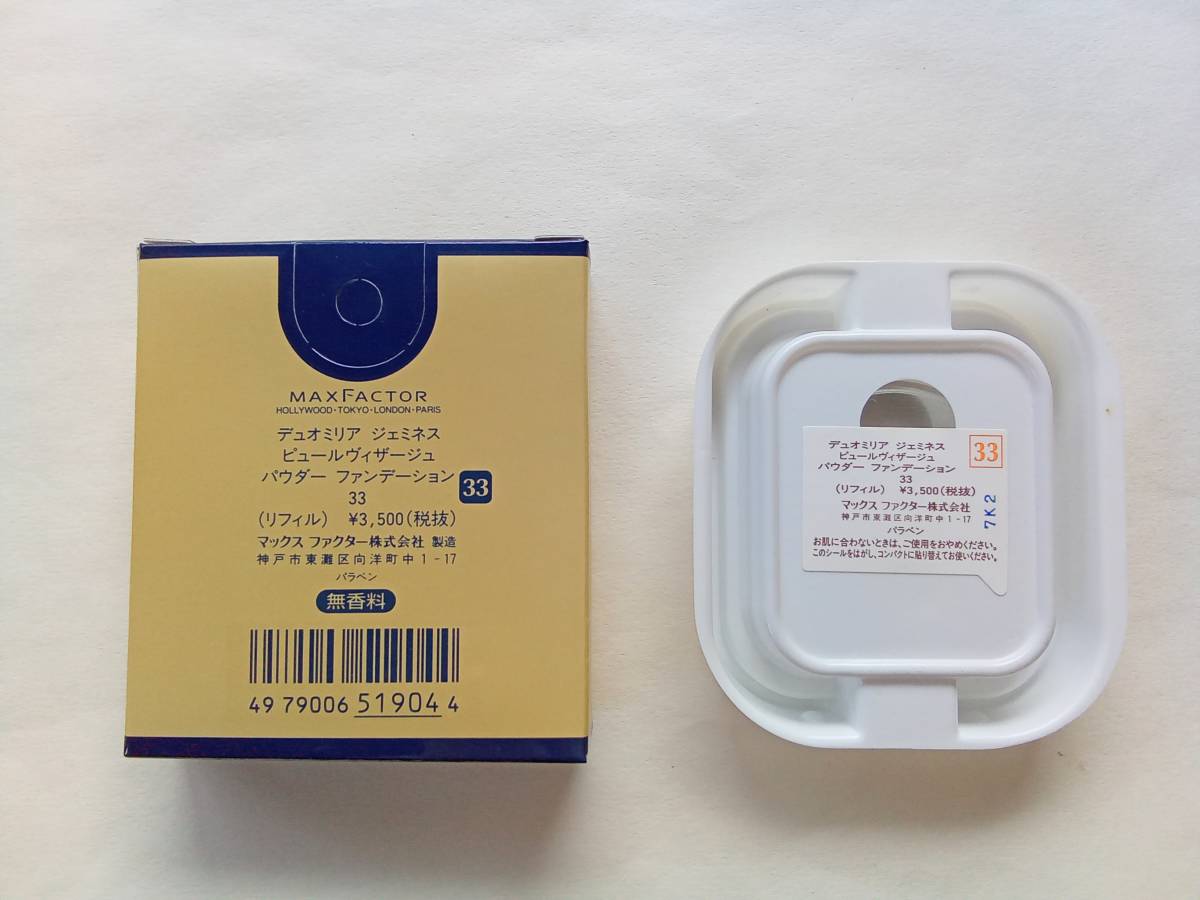 MAXFACTOR
HOLLYWOOD・TOKYO・LONDON・PARIS
デュオミリア ジェミネス
ピュールヴィザージュ
パウダー ファンデーション
33
33
(リフィル) ¥3,500(税抜)
マックス ファクター株式会社 製造
神戸市東灘区向洋町中1-17
パラベン
無香料
49 79006 51904 4
デュオミリア ジェミネス
ピュールヴィザージュ
パウダー ファンデーション
33
33
(リフィル) ¥3,500(税抜)
マックス ファクター株式会社
神戸市東灘区向洋町中1-17
パラベン
お肌に合わないときは、ご使用をおやめください。
このシールをはがし、コンパクトに貼り替えてお使いください。
7K2